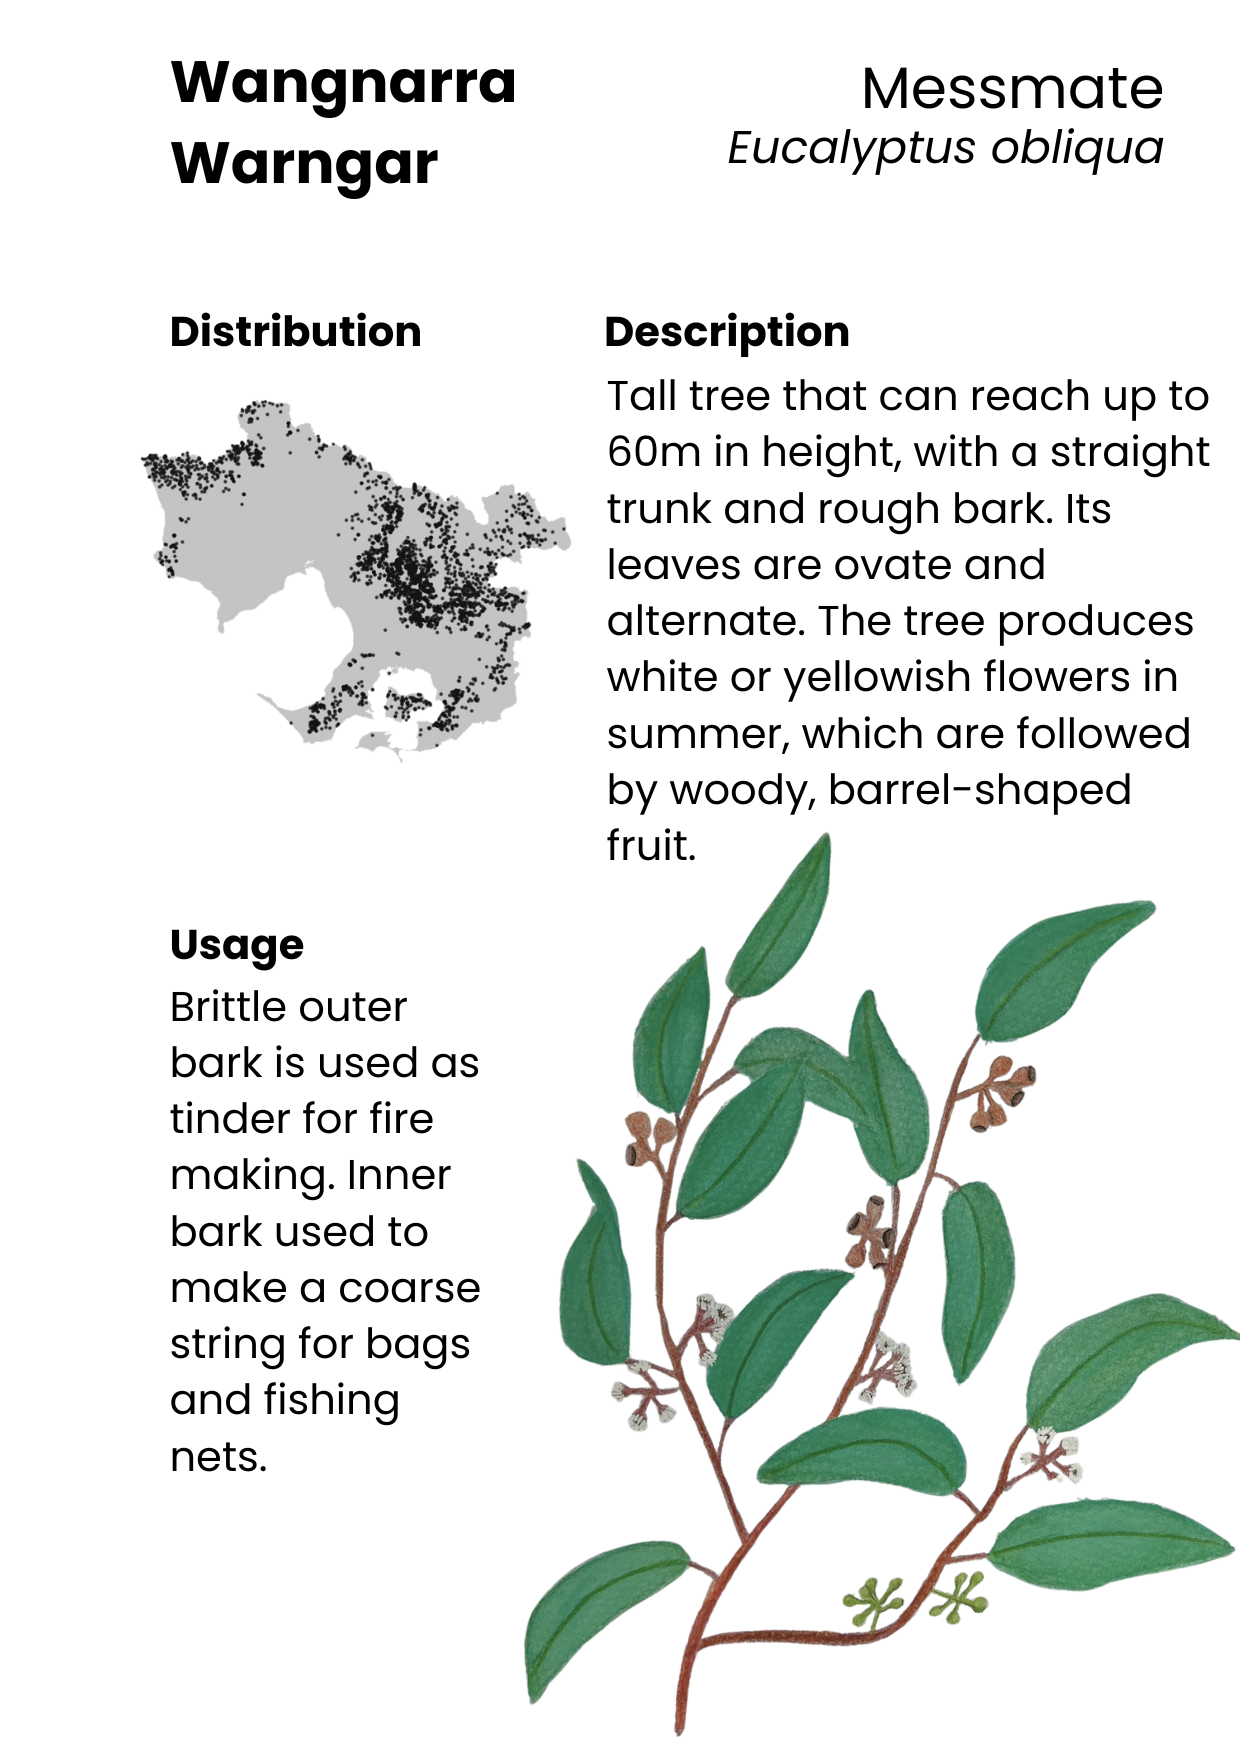 Wangnarra
Warngar
Messmate
Eucalyptus obliqua
Distribution
Description
Tall tree that can reach up to
60m in height, with a straight
trunk and rough bark. Its
leaves are ovate and
alternate. The tree produces
white or yellowish flowers in
summer, which are followed
by woody, barrel-shaped
fruit.
Usage
Brittle outer
bark is used as
tinder for fire
making. Inner
bark used to
make a coarse
string for bags
and fishing
nets.